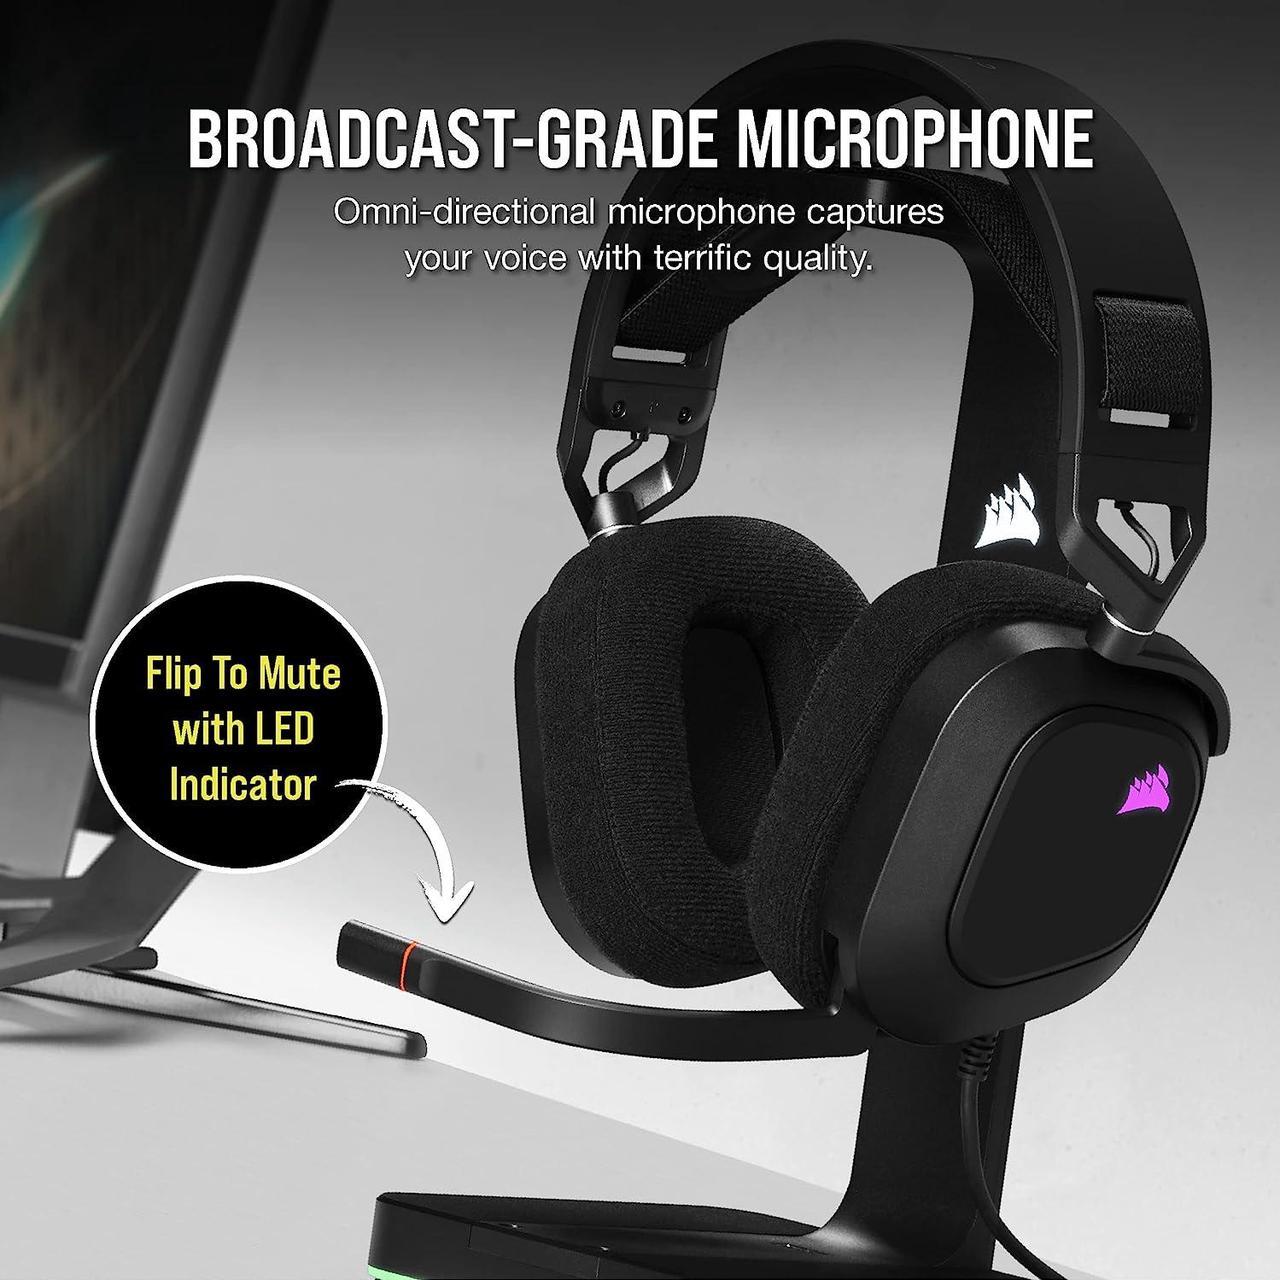 BROADCAST-GRADE MICROPHONE
Omni-directional microphone captures
your voice with terrific quality.
Flip To Mute
with LED
Indicator